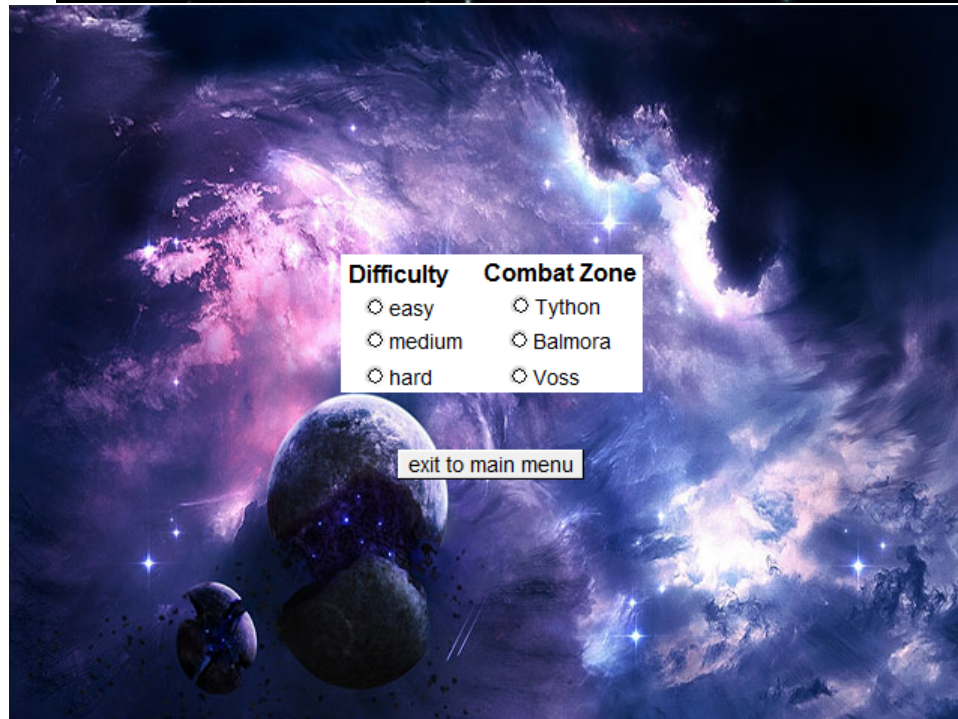 Difficulty
easy
medium
hard
Combat Zone
Tython
Balmora
Voss
exit to main menu